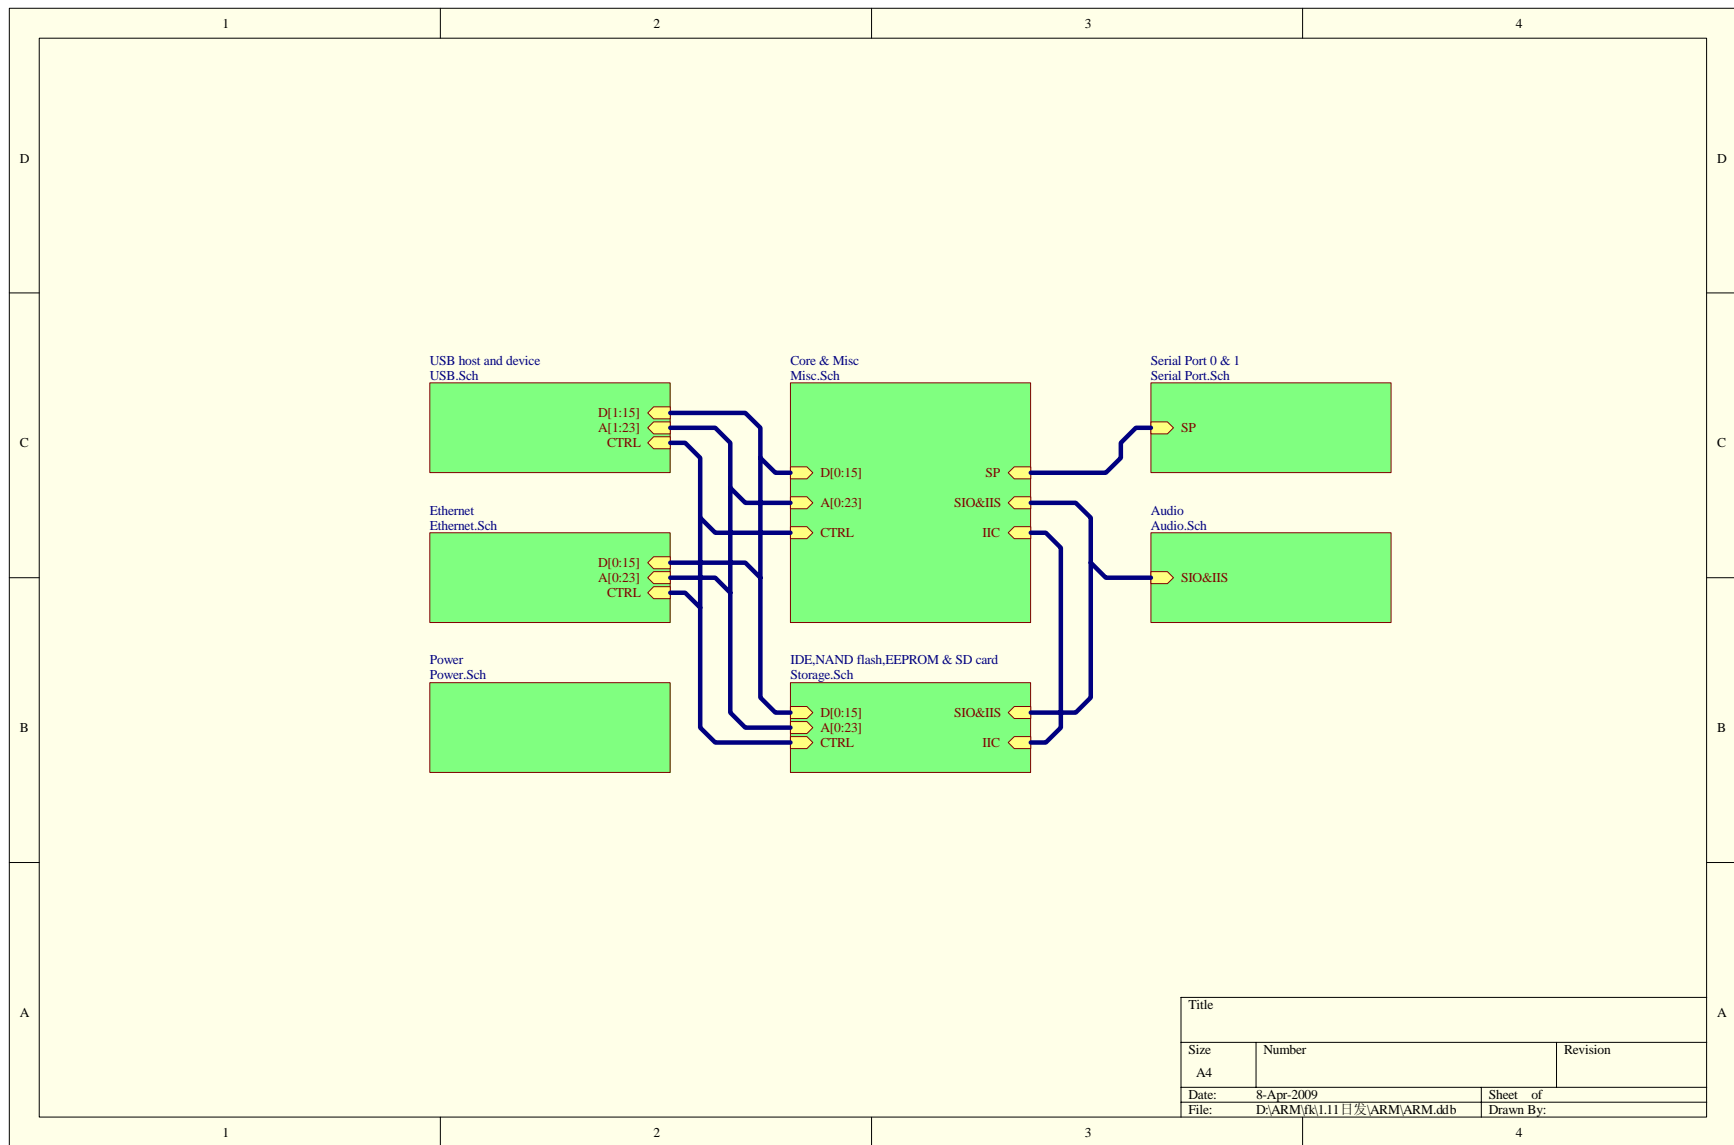 1 2 3 4
D D
USB host and device
USB.Sch
D[1:15]
A[1:23]
CTRL
Core & Misc
Misc.Sch
D[0:15]
A[0:23]
CTRL
SP
SIO&IIS
IIC
Serial Port 0 & 1
Serial Port.Sch
SP
C C
Ethernet
Ethernet.Sch
D[0:15]
A[0:23]
CTRL
Audio
Audio.Sch
SIO&IIS
Power
Power.Sch
IDE,NAND flash,EEPROM & SD card
Storage.Sch
D[0:15]
A[0:23]
CTRL
SIO&IIS
IIC
B B
A A
Title
Size Number Revision
A4
Date: 8-Apr-2009 Sheet of
File: D:\ARM\fk\1.11日发\ARM\ARM.ddb Drawn By:
1 2 3 4